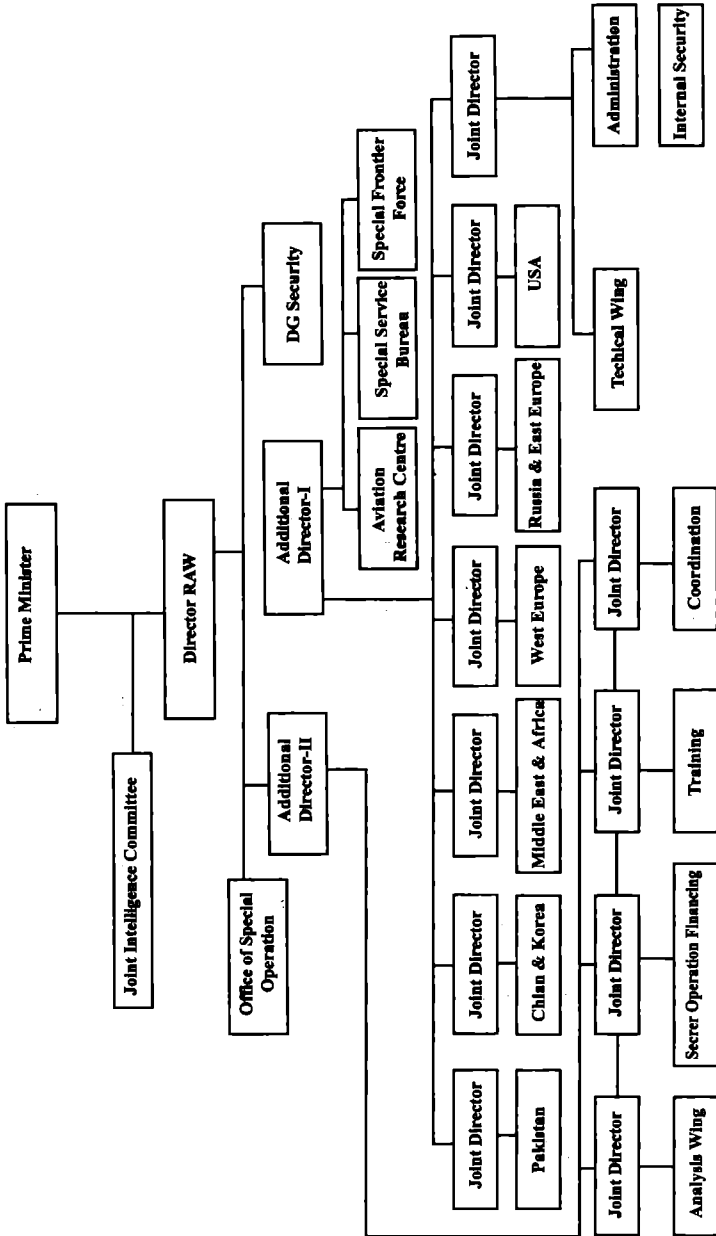 Prime Minister
Joint Intelligence Committee
Director RAW
Office of Special
Operation
Additional
Director-II
Additional
Director-I
DG Security
Aviation
Research Centre
Special Service
Bureau
Special Frontier
Force
Joint Director
Joint Director
Joint Director
Joint Director
Joint Director
Joint Director
Joint Director
Pakistan
Chian & Korea
Middle East & Africa
West Europe
Russia & East Europe
USA
Joint Director
Joint Director
Joint Director
Joint Director
Techical Wing
Administration
Analysis Wing
Secrer Operation Financing
Training
Coordination
Internal Security